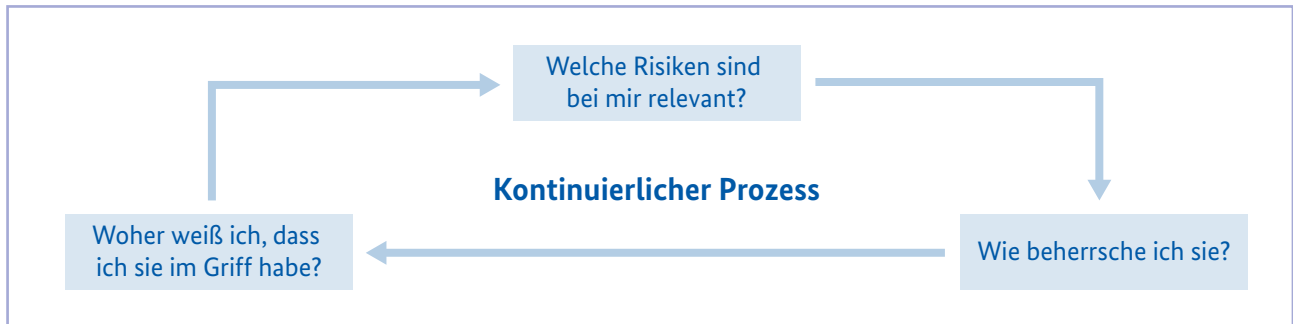 Welche Risiken sind
bei mir relevant?
Kontinuierlicher Prozess
Woher weiß ich, dass
ich sie im Griff habe?
Wie beherrsche ich sie?